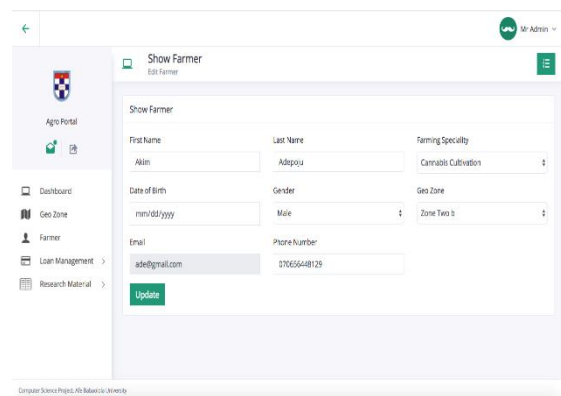 Mr Admin
Show Farmer
Edit Farmer
Agro Portal
Dashboard
Geo Zone
Farmer
Loan Management
Research Material
Show Farmer
First Name
Last Name
Farming Speciality
Akim
Adepoju
Cannabis Cultivation
Date of Birth
Gender
Geo Zone
mm/dd/yyyy
Male
Zone Two b
Email
Phone Number
ade@gmail.com
070656448129
Update
Computer Science Project, Afe Babalola University